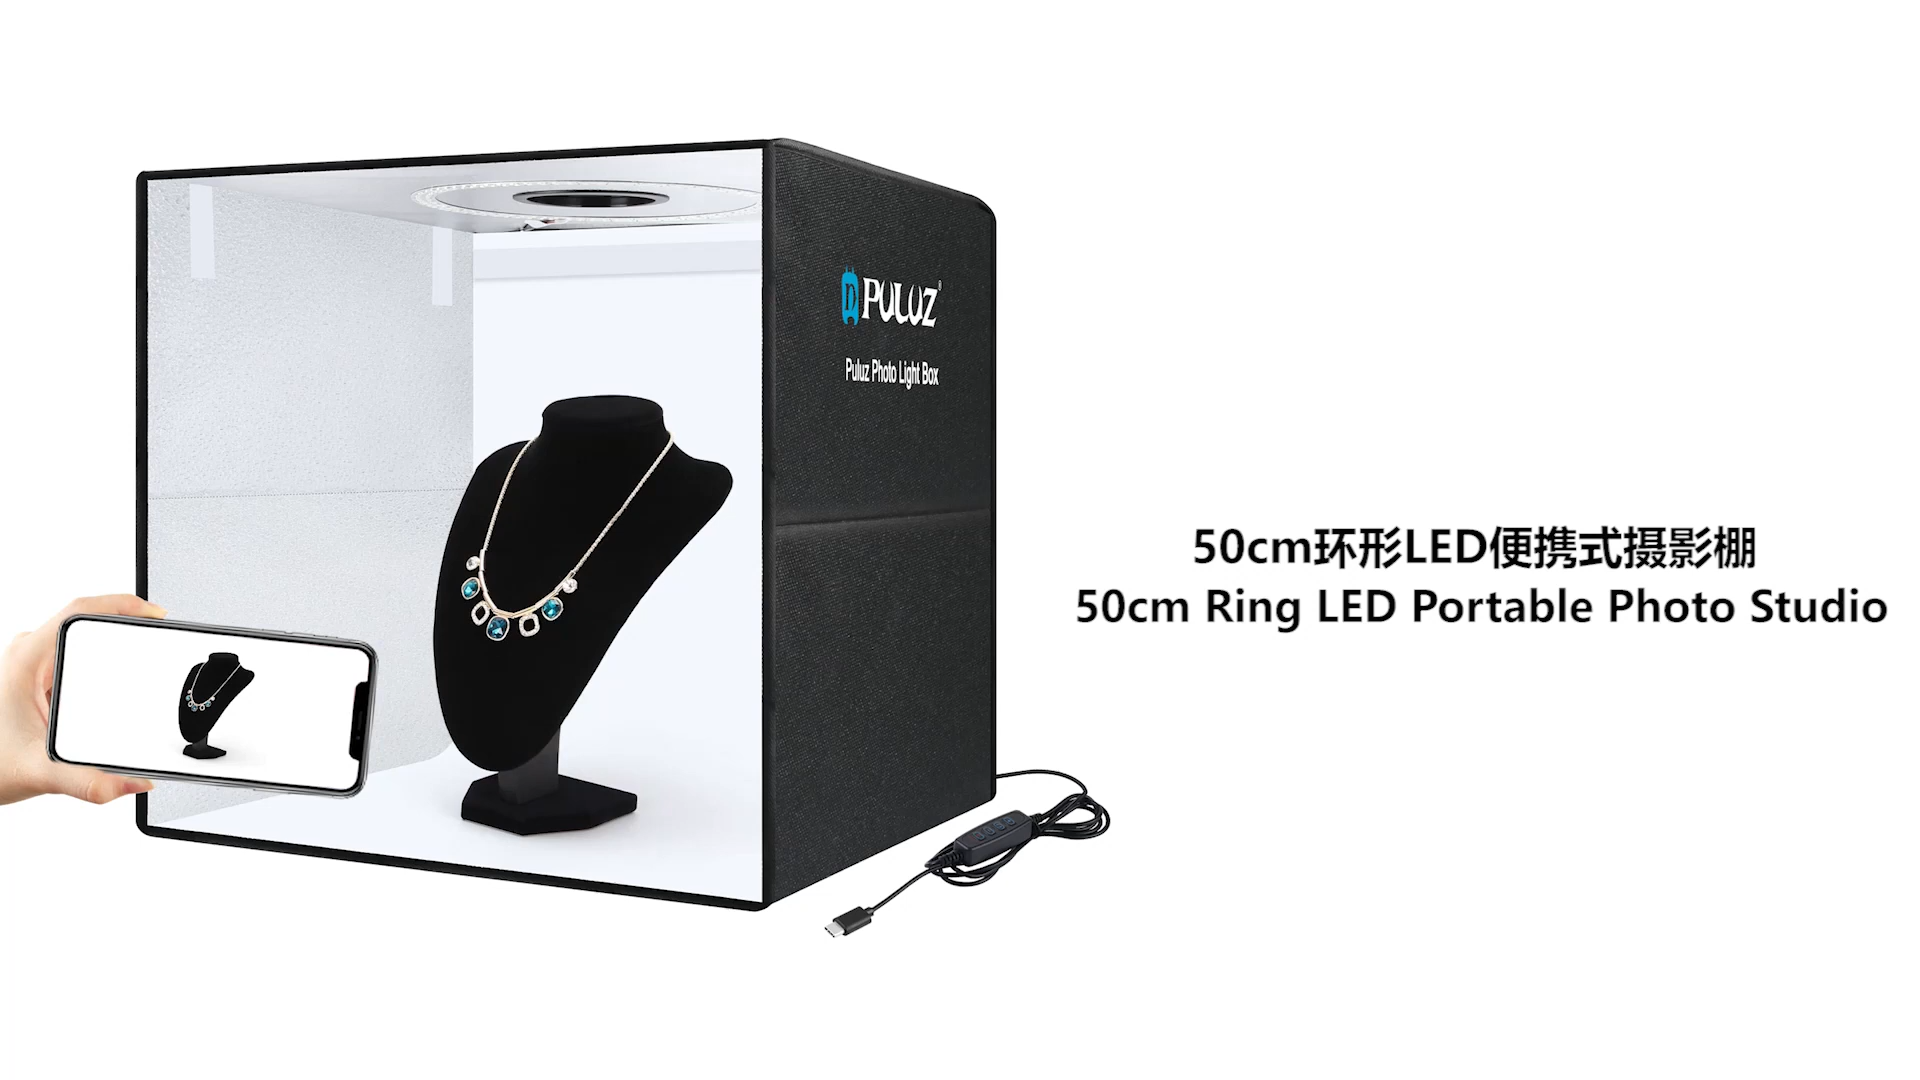 PULUZ®
Puluz Photo Light Box
50cm环形LED便携式摄影棚
50cm Ring LED Portable Photo Studio